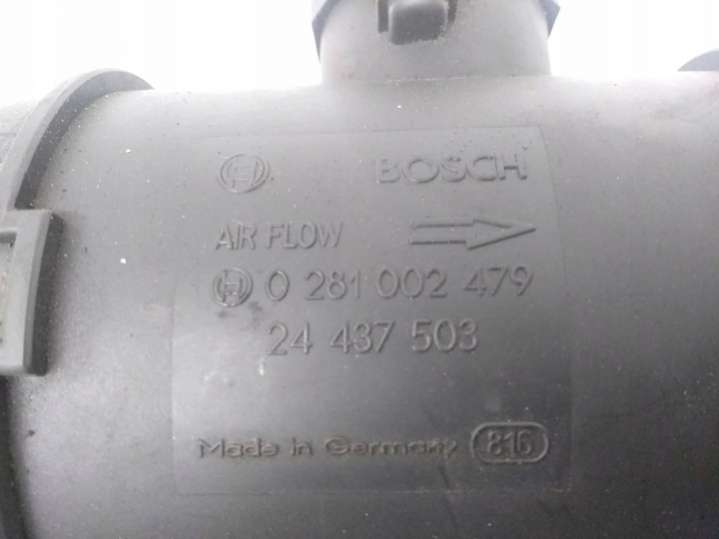 BOSCH
AIR FLOW
0 281 002 479
24 437 503
Made in Germany 816